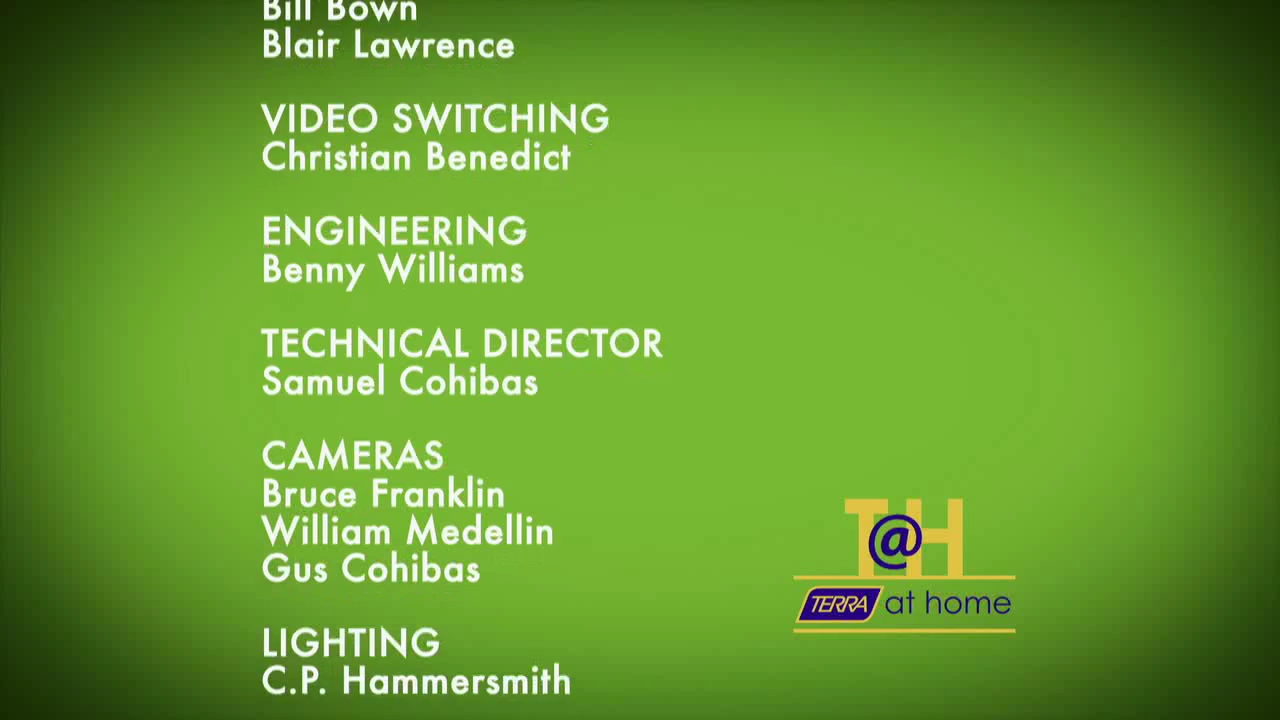 Bill Bown
Blair Lawrence
VIDEO SWITCHING
Christian Benedict
ENGINEERING
Benny Williams
TECHNICAL DIRECTOR
Samuel Cohibas
CAMERAS
Bruce Franklin
William Medellin
Gus Cohibas
LIGHTING
C.P. Hammersmith
T@H
TERRA at home